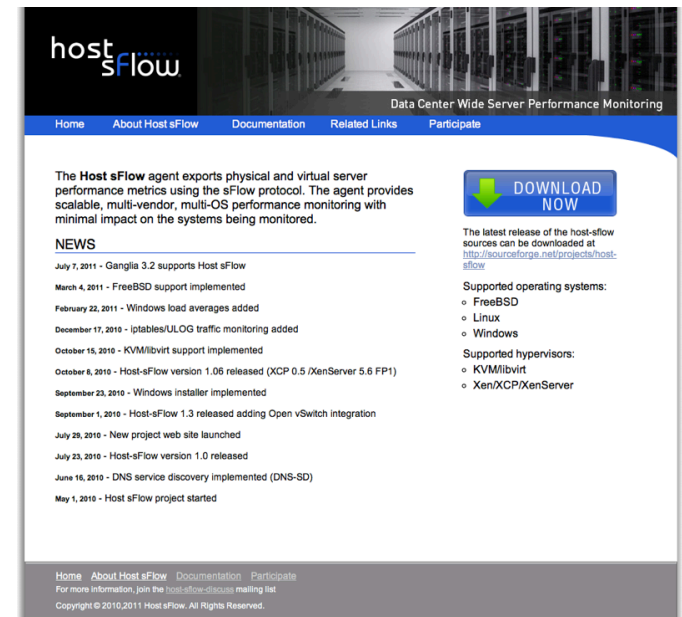 host
sFlow
Data Center Wide Server Performance Monitoring
Home About Host sFlow Documentation Related Links Participate
The Host sFlow agent exports physical and virtual server
performance metrics using the sFlow protocol. The agent provides
scalable, multi-vendor, multi-OS performance monitoring with
minimal impact on the systems being monitored.
NEWS
July 7, 2011 - Ganglia 3.2 supports Host sFlow
March 4, 2011 - FreeBSD support implemented
February 22, 2011 - Windows load averages added
December 17, 2010 - iptables/ULOG traffic monitoring added
October 15, 2010 - KVM/libvirt support implemented
October 8, 2010 - Host-sFlow version 1.06 released (XCP 0.5 /XenServer 5.6 FP1)
September 23, 2010 - Windows installer implemented
September 1, 2010 - Host-sFlow 1.3 released adding Open vSwitch integration
July 29, 2010 - New project web site launched
July 23, 2010 - Host-sFlow version 1.0 released
June 16, 2010 - DNS service discovery implemented (DNS-SD)
May 1, 2010 - Host sFlow project started
DOWNLOAD
NOW
The latest release of the host-sflow
sources can be downloaded at
http://sourceforge.net/projects/host-
sflow
Supported operating systems:
FreeBSD
Linux
Windows
Supported hypervisors:
KVM/libvirt
Xen/XCP/XenServer
Home About Host sFlow Documentation Participate
For more information, join the host-sflow-discuss mailing list
Copyright © 2010,2011 Host sFlow. All Rights Reserved.